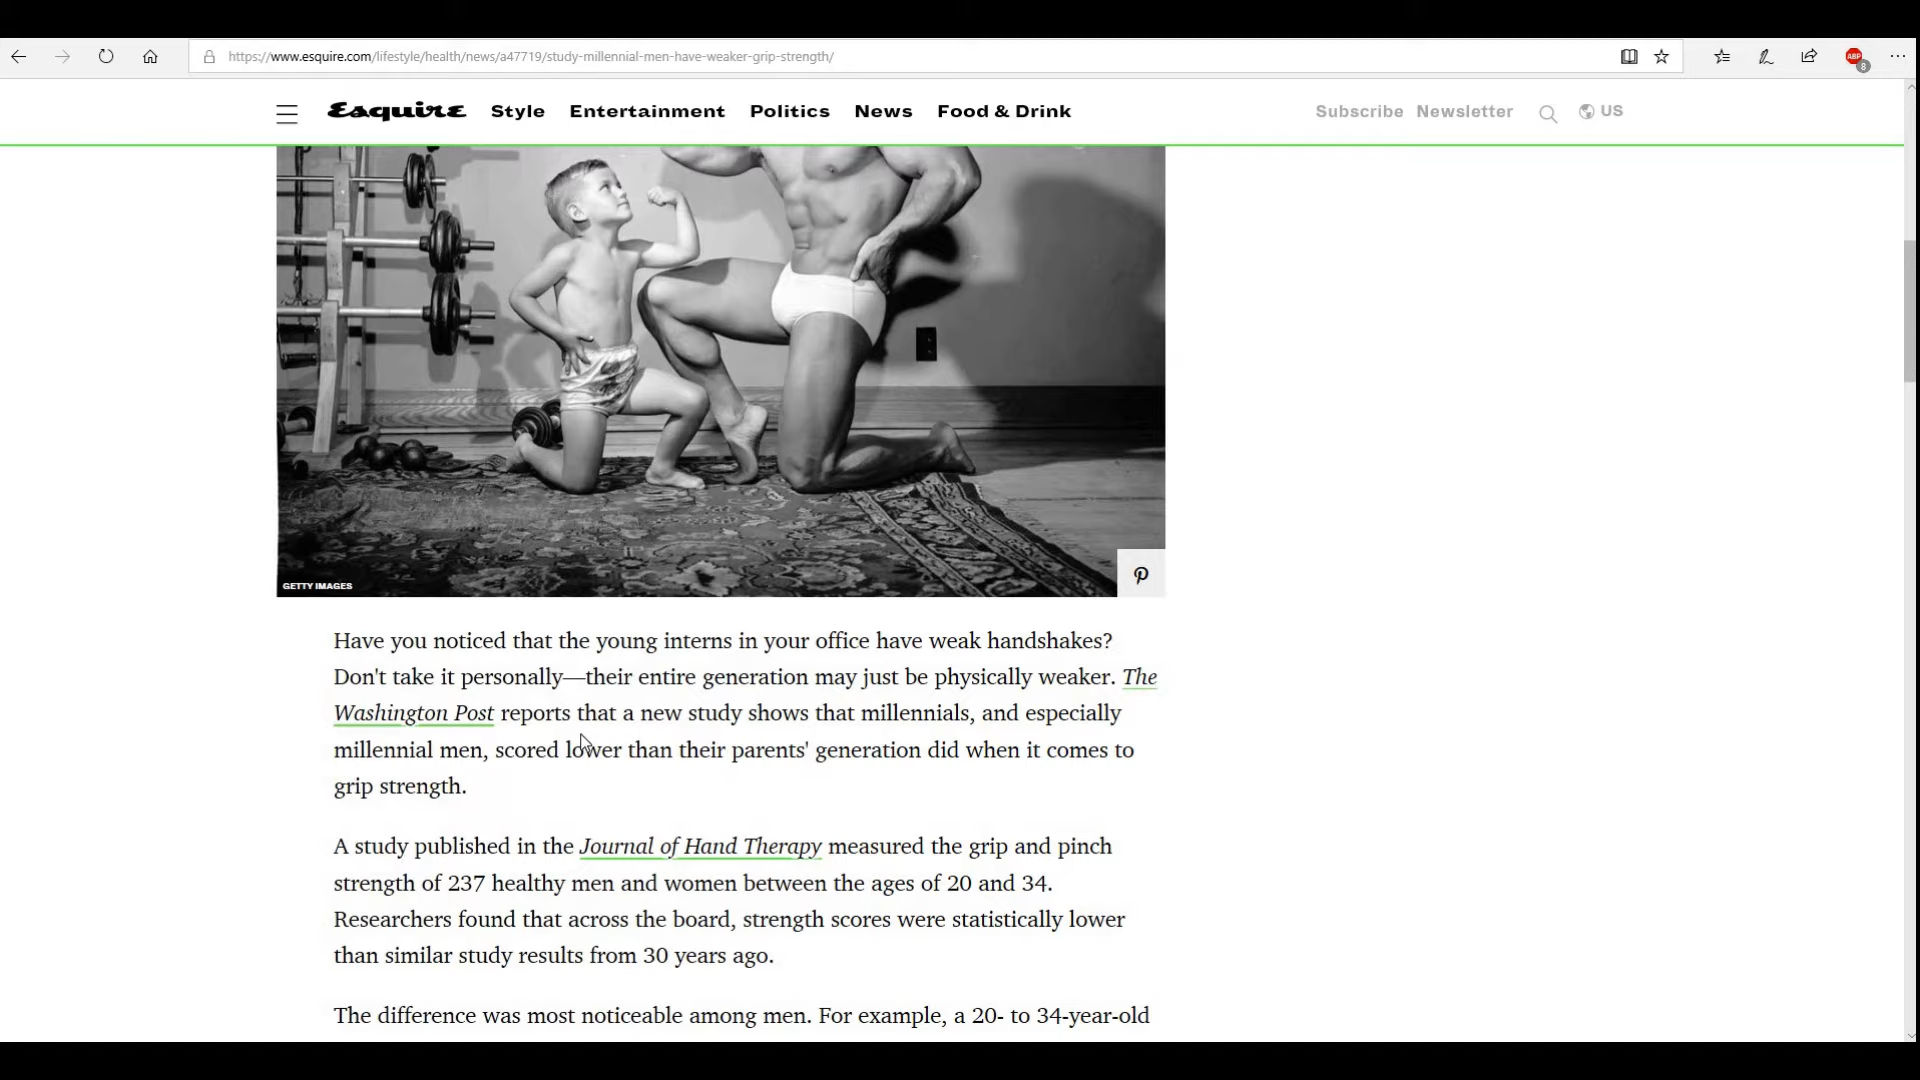 https://www.esquire.com/lifestyle/health/news/a47719/study-millennial-men-have-weaker-grip-strength/
ABP
8
Esquire Style Entertainment Politics News Food & Drink Subscribe Newsletter US
GETTY IMAGES
Have you noticed that the young interns in your office have weak handshakes?
Don't take it personally—their entire generation may just be physically weaker. The
Washington Post reports that a new study shows that millennials, and especially
millennial men, scored lower than their parents' generation did when it comes to
grip strength.
A study published in the Journal of Hand Therapy measured the grip and pinch
strength of 237 healthy men and women between the ages of 20 and 34.
Researchers found that across the board, strength scores were statistically lower
than similar study results from 30 years ago.
The difference was most noticeable among men. For example, a 20- to 34-year-old